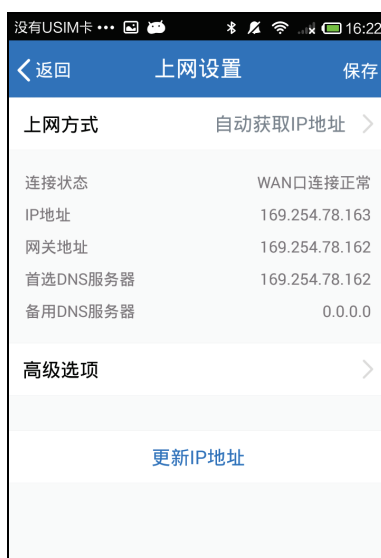 没有USIM卡 ••• 16:22
返回 上网设置 保存
上网方式 自动获取IP地址
连接状态 WAN口连接正常
IP地址 169.254.78.163
网关地址 169.254.78.162
首选DNS服务器 169.254.78.162
备用DNS服务器 0.0.0.0
高级选项
更新IP地址